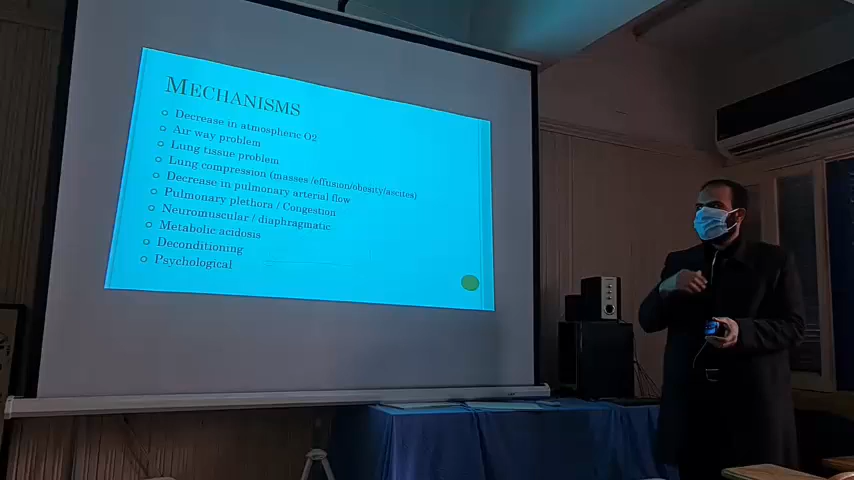 MECHANISMS
Decrease in atmospheric O2
Air way problem
Lung tissue problem
Lung compression (masses /effusion/obesity/ascites)
Decrease in pulmonary arterial flow
Pulmonary plethora / Congestion
Neuromuscular / diaphragmatic
Metabolic acidosis
Deconditioning
Psychological